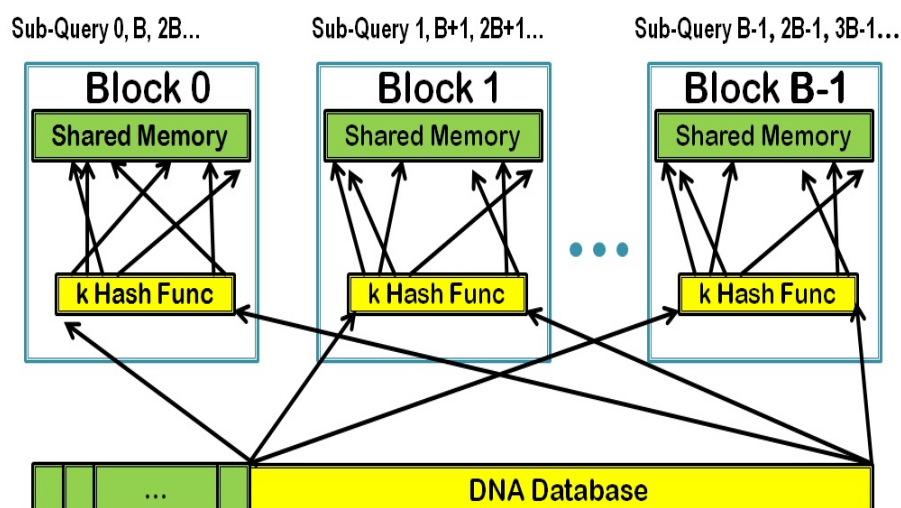 Sub-Query 0, B, 2B... Sub-Query 1, B+1, 2B+1... Sub-Query B-1, 2B-1, 3B-1...
Block 0 Block 1 Block B-1
Shared Memory Shared Memory Shared Memory
k Hash Func k Hash Func k Hash Func
... DNA Database